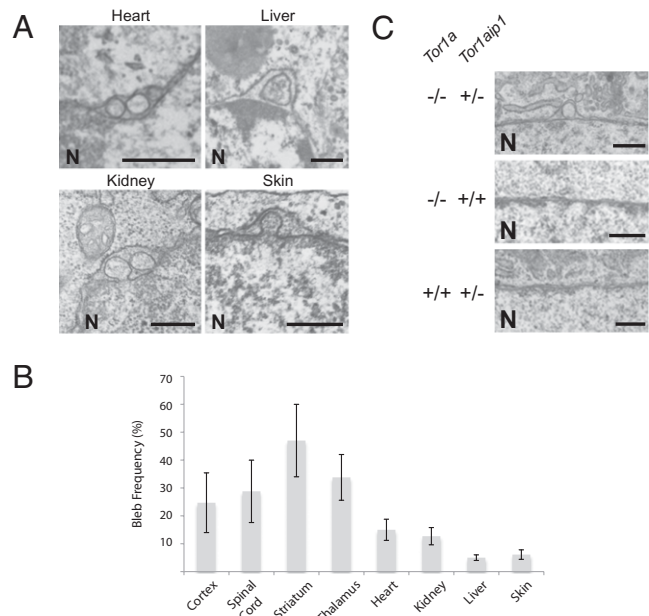 A
Heart
Liver
N
Kidney
Skin
N
N
C
Tor1a
Tor1aip1
-/- +/-
N
-/- +/+
N
+/+ +/-
N
B
Bleb Frequency (%)
70
60
50
40
30
20
10
Cortex
Spinal
Cord
Striatum
Thalamus
Heart
Kidney
Liver
Skin